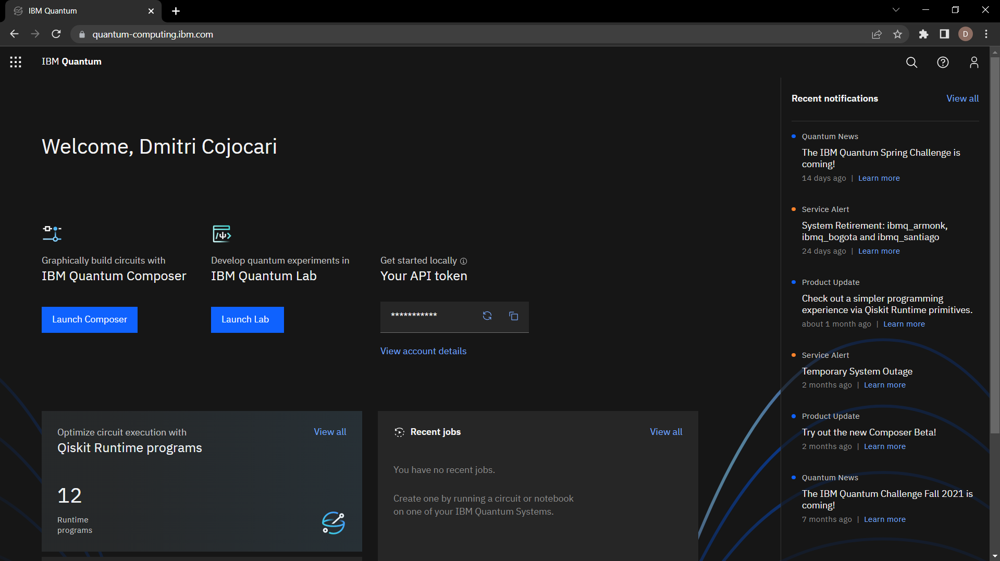 IBM Quantum
quantum-computing.ibm.com
D
IBM Quantum
Welcome, Dmitri Cojocari
Graphically build circuits with
IBM Quantum Composer
Launch Composer
Develop quantum experiments in
IBM Quantum Lab
Launch Lab
Get started locally
Your API token
***********
View account details
Optimize circuit execution with
View all
Qiskit Runtime programs
12
Runtime
programs
Recent jobs
View all
You have no recent jobs.
Create one by running a circuit or notebook
on one of your IBM Quantum Systems.
Recent notifications
View all
Quantum News
The IBM Quantum Spring Challenge is
coming!
14 days ago | Learn more
Service Alert
System Retirement: ibmq_armonk,
ibmq_bogota and ibmq_santiago
24 days ago | Learn more
Product Update
Check out a simpler programming
experience via Qiskit Runtime primitives.
about 1 month ago | Learn more
Service Alert
Temporary System Outage
2 months ago | Learn more
Product Update
Try out the new Composer Beta!
2 months ago | Learn more
Quantum News
The IBM Quantum Challenge Fall 2021 is
coming!
7 months ago | Learn more